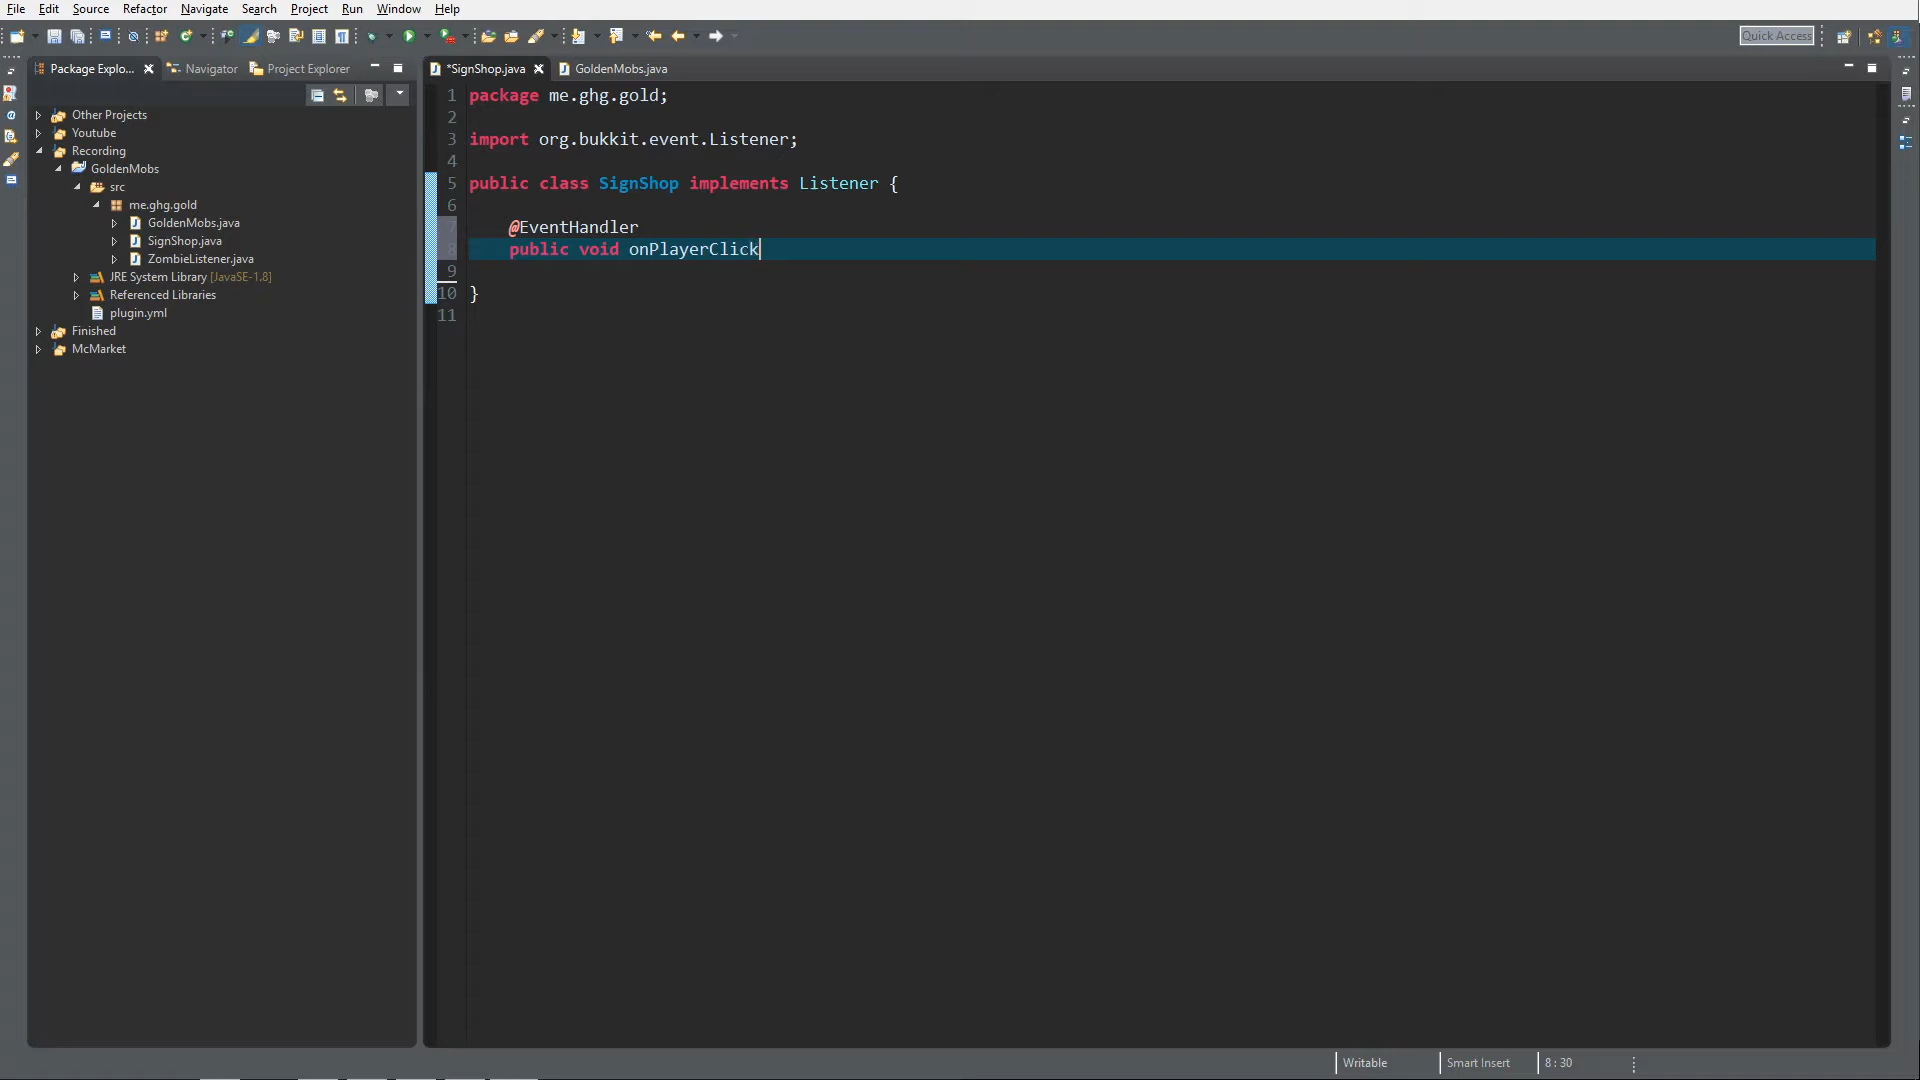 File Edit Source Refactor Navigate Search Project Run Window Help
Quick Access
Package Explo... Navigator Project Explorer
*SignShop.java GoldenMobs.java
Other Projects
Youtube
Recording
GoldenMobs
src
me.ghg.gold
GoldenMobs.java
SignShop.java
ZombieListener.java
JRE System Library [JavaSE-1.8]
Referenced Libraries
plugin.yml
Finished
McMarket
1 package me.ghg.gold;
2
3 import org.bukkit.event.Listener;
4
5 public class SignShop implements Listener {
6
7 @EventHandler
8 public void onPlayerClick
9
10 }
11
Writable Smart Insert 8 : 30